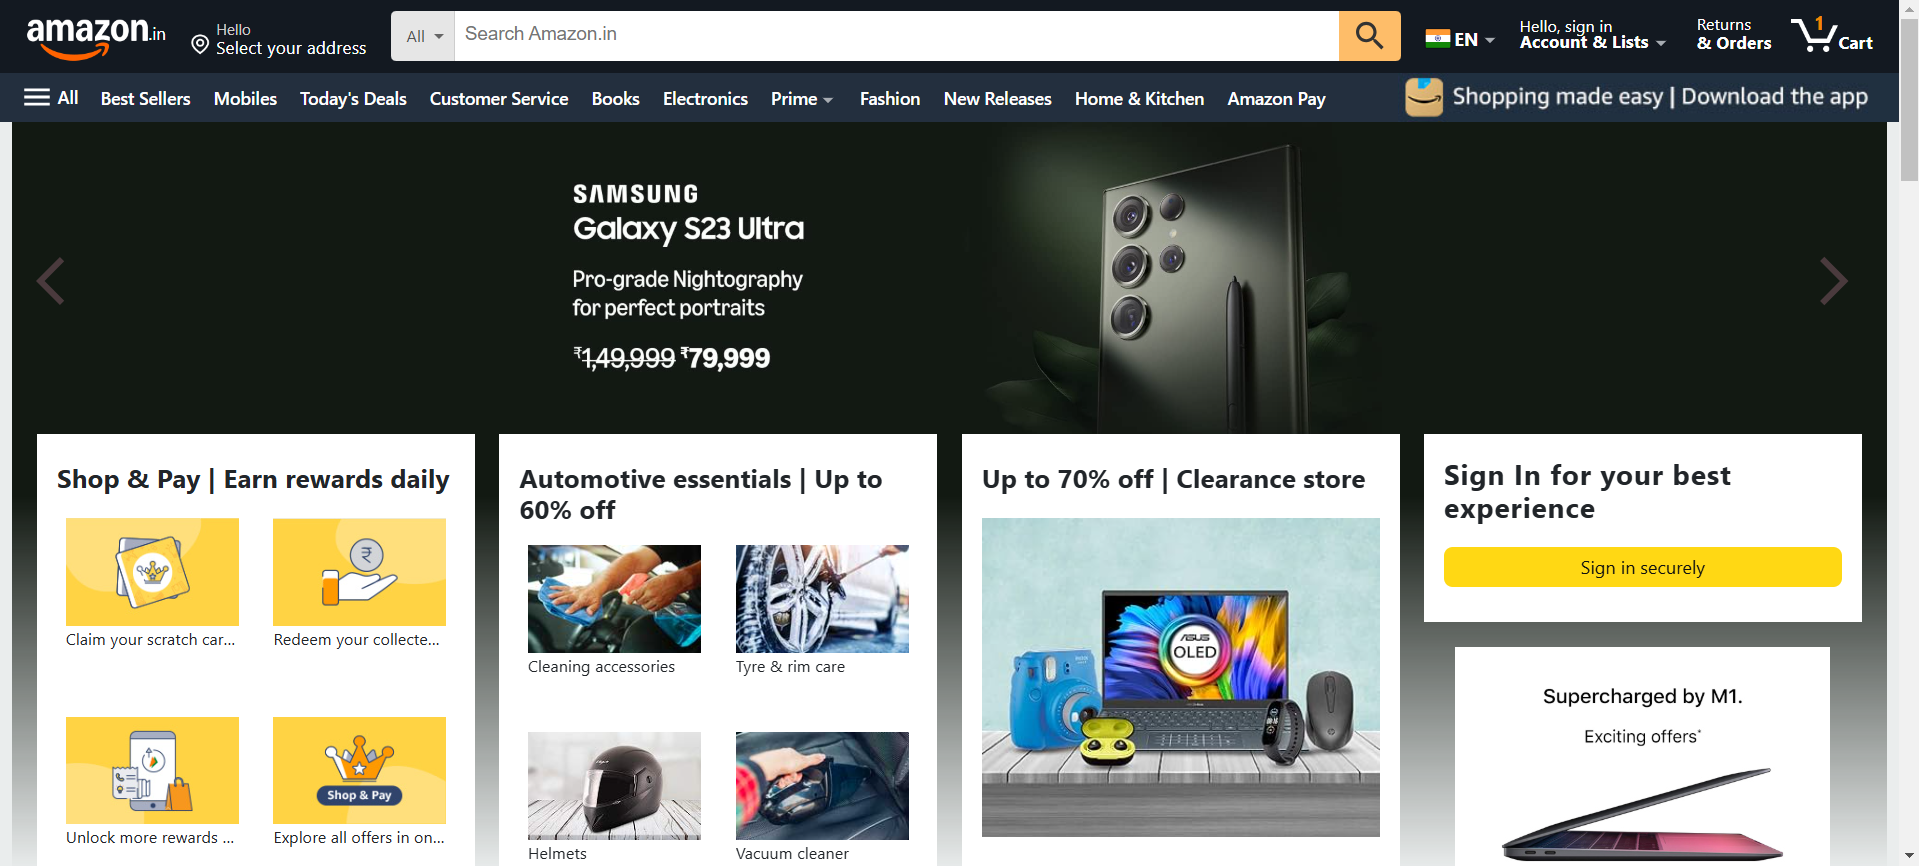 amazon.in
Hello
Select your address
All
Search Amazon.in
EN
Hello, sign in
Account & Lists
Returns
& Orders
1
Cart
All
Best Sellers
Mobiles
Today's Deals
Customer Service
Books
Electronics
Prime
Fashion
New Releases
Home & Kitchen
Amazon Pay
Shopping made easy | Download the app
SAMSUNG
Galaxy S23 Ultra
Pro-grade Nightography
for perfect portraits
₹1,49,999 ₹79,999
Shop & Pay | Earn rewards daily
₹
Claim your scratch car...
Redeem your collecte...
Shop & Pay
Unlock more rewards ...
Explore all offers in on...
Automotive essentials | Up to
60% off
Cleaning accessories
Tyre & rim care
Helmets
Vacuum cleaner
Up to 70% off | Clearance store
ASUS
OLED
Sign In for your best
experience
Sign in securely
Supercharged by M1.
Exciting offers*